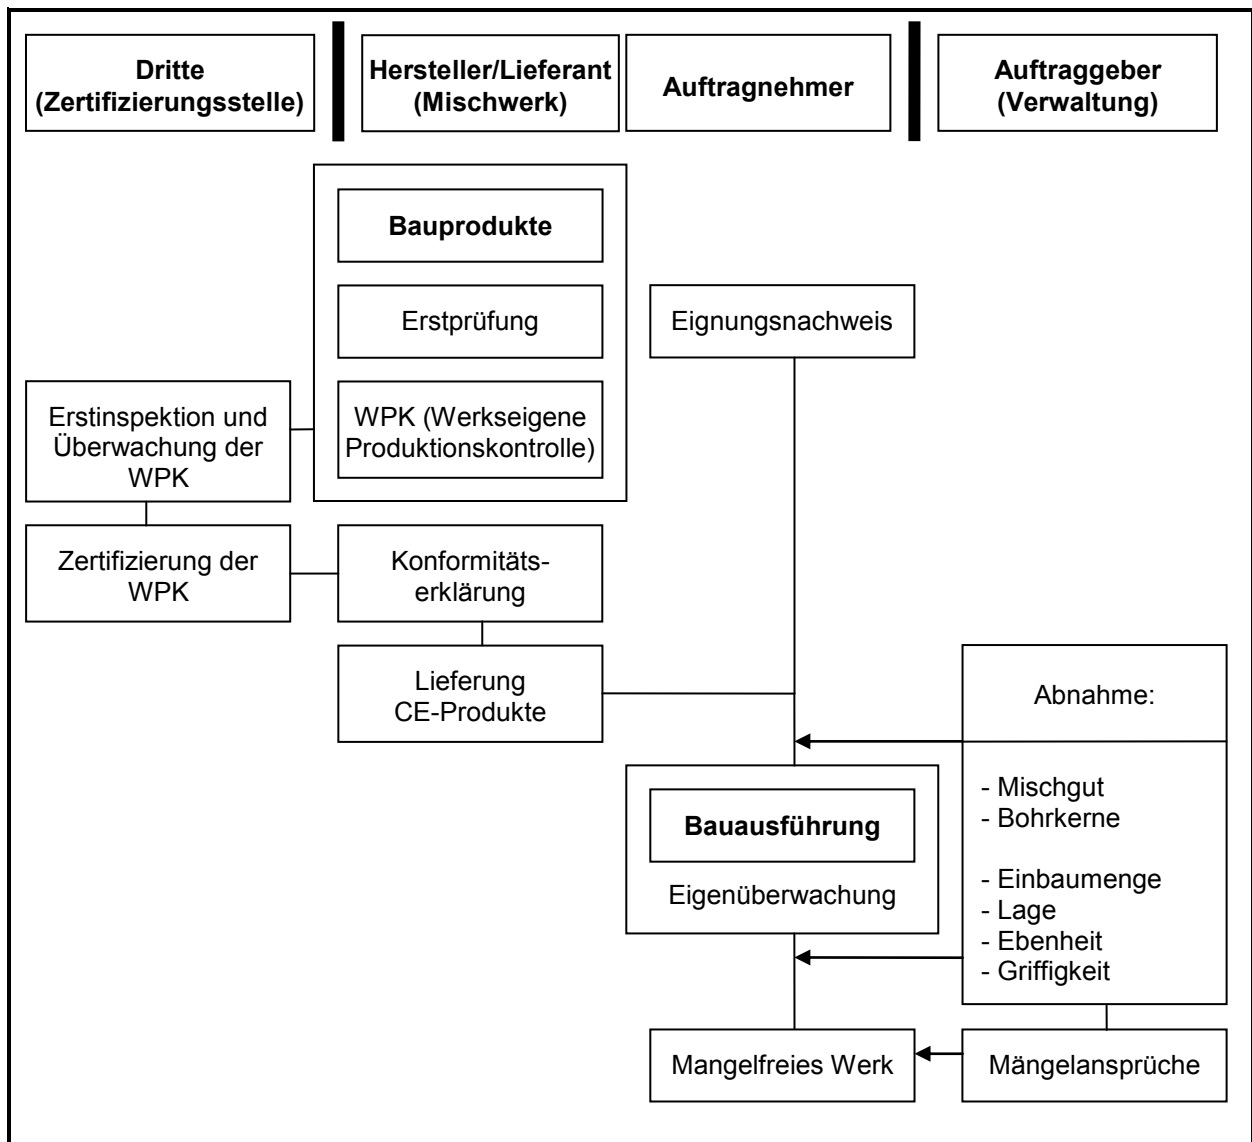 Dritte
(Zertifizierungsstelle)
Hersteller/Lieferant
(Mischwerk)
Auftragnehmer
Auftraggeber
(Verwaltung)
Bauprodukte
Erstprüfung
Eignungsnachweis
WPK (Werkseigene
Produktionskontrolle)
Erstinspektion und
Überwachung der
WPK
Zertifizierung der
WPK
Konformitäts-
erklärung
Lieferung
CE-Produkte
Abnahme:
- Mischgut
- Bohrkerne
- Einbaumenge
- Lage
- Ebenheit
- Griffigkeit
Bauausführung
Eigenüberwachung
Mangelfreies Werk
Mängelansprüche